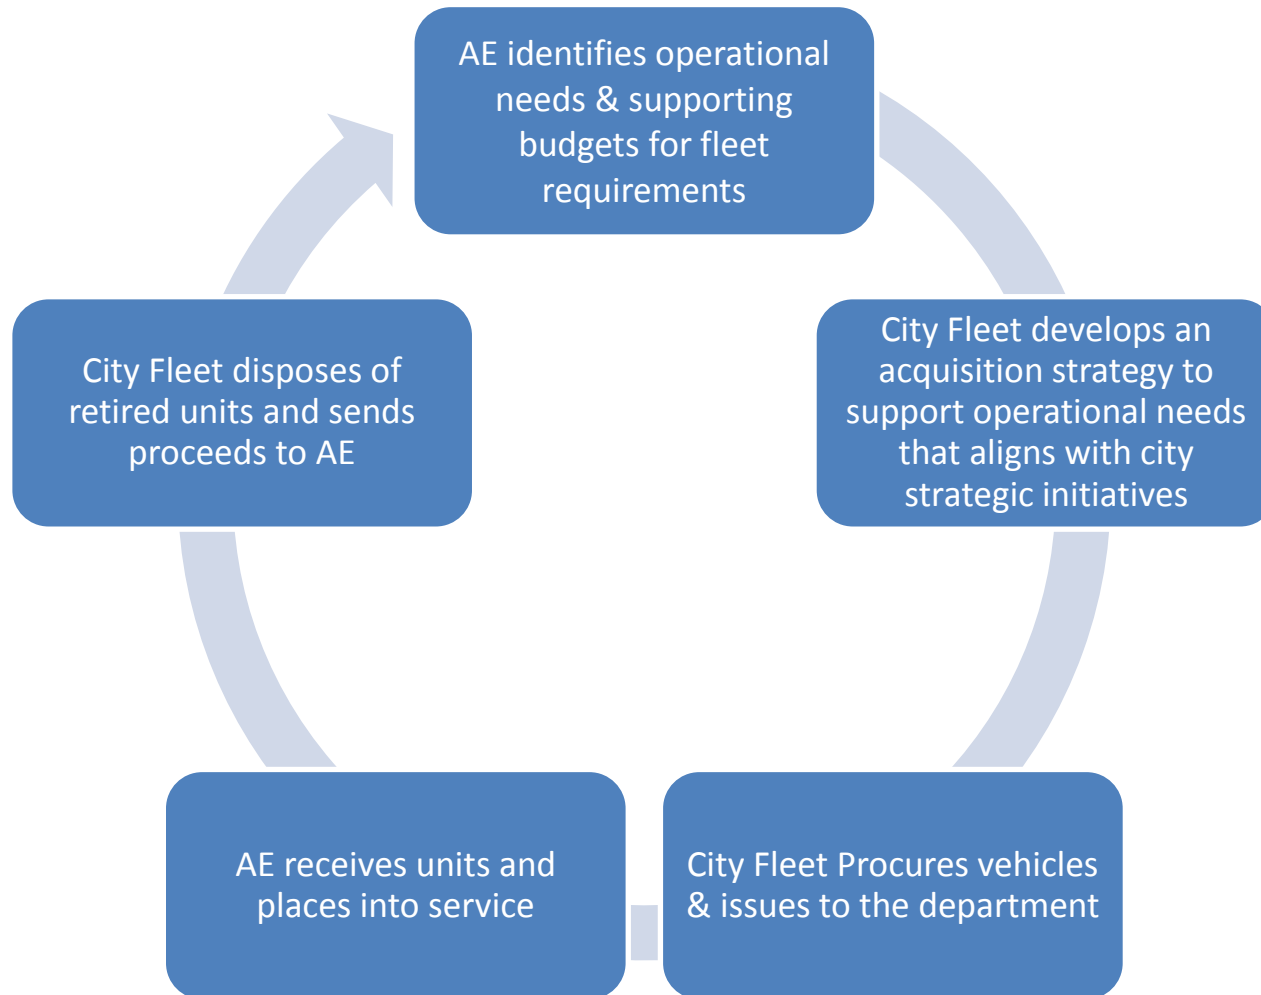 AE identifies operational
needs & supporting
budgets for fleet
requirements
City Fleet develops an
acquisition strategy to
support operational needs
that aligns with city
strategic initiatives
City Fleet Procures vehicles
& issues to the department
AE receives units and
places into service
City Fleet disposes of
retired units and sends
proceeds to AE